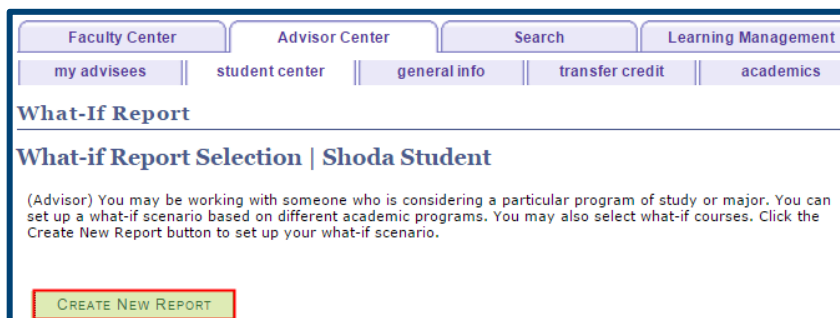 Faculty Center Advisor Center Search Learning Management
my advisees student center general info transfer credit academics
What-If Report
What-if Report Selection | Shoda Student
(Advisor) You may be working with someone who is considering a particular program of study or major. You can
set up a what-if scenario based on different academic programs. You may also select what-if courses. Click the
Create New Report button to set up your what-if scenario.
CREATE NEW REPORT